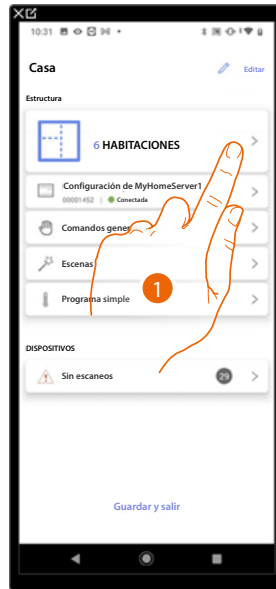 10:31
Casa
Editar
Estructura
6 HABITACIONES
Configuración de MyHomeServer1
00001452 | Conectada
Comandos gener
Escenas
1
Programa simple
DISPOSITIVOS
Sin escaneos
29
Guardar y salir